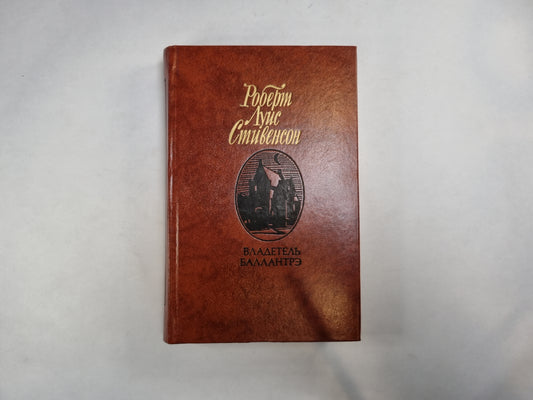 Роберт
Луис
Стивенсон
ВЛАДЕТЕЛЬ
БАЛЛАНТРЭ